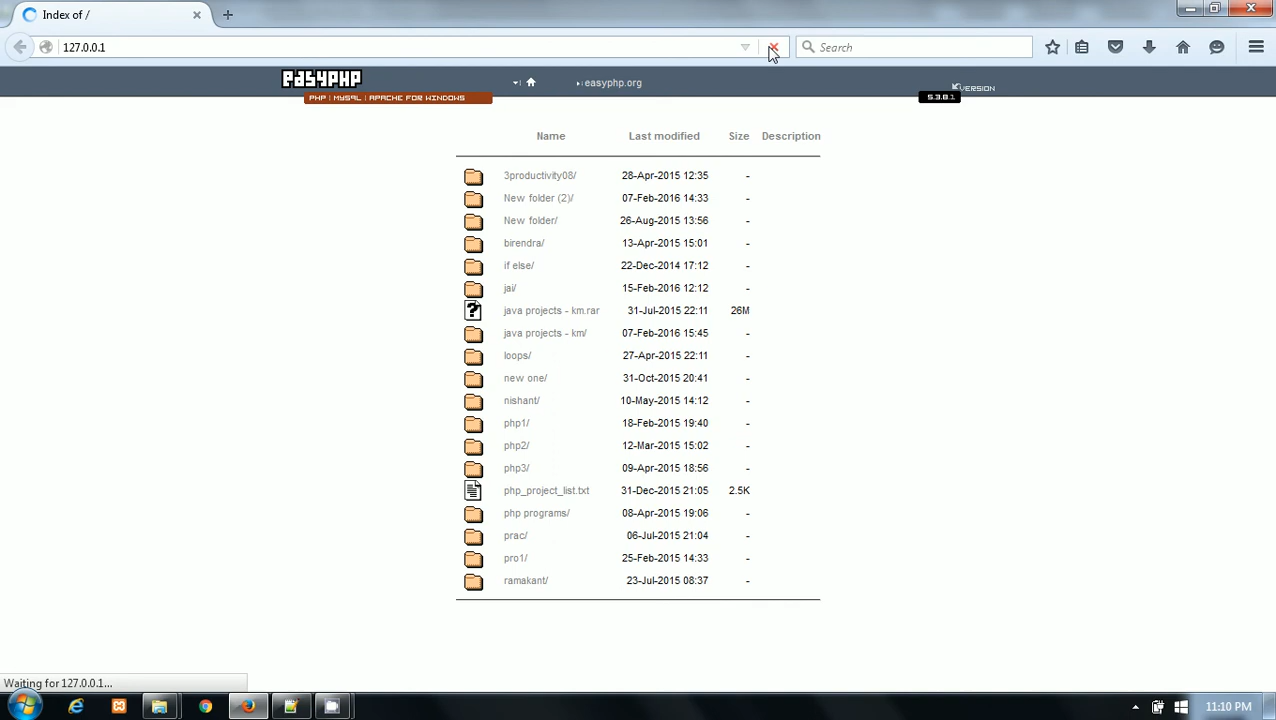 Index of /
127.0.0.1
Search
easyphp
easyphp.org
VERSION
PHP | MYSQL | APACHE FOR WINDOWS
5.3.8.1
Name Last modified Size Description
3productivity08/ 28-Apr-2015 12:35 -
New folder (2)/ 07-Feb-2016 14:33 -
New folder/ 26-Aug-2015 13:56 -
birendra/ 13-Apr-2015 15:01 -
if else/ 22-Dec-2014 17:12 -
jai/ 15-Feb-2016 12:12 -
java projects - km.rar 31-Jul-2015 22:11 26M
java projects - km/ 07-Feb-2016 15:45 -
loops/ 27-Apr-2015 22:11 -
new one/ 31-Oct-2015 20:41 -
nishant/ 10-May-2015 14:12 -
php1/ 18-Feb-2015 19:40 -
php2/ 12-Mar-2015 15:02 -
php3/ 09-Apr-2015 18:56 -
php_project_list.txt 31-Dec-2015 21:05 2.5K
php programs/ 08-Apr-2015 19:06 -
prac/ 06-Jul-2015 21:04 -
pro1/ 25-Feb-2015 14:33 -
ramakant/ 23-Jul-2015 08:37 -
Waiting for 127.0.0.1...
11:10 PM